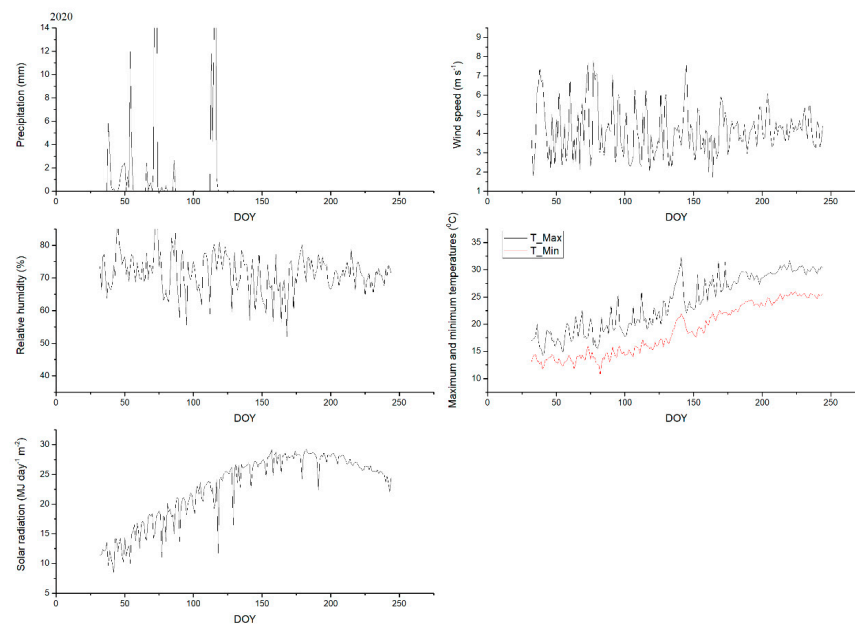 2020
Precipitation (mm)
14
12
10
8
6
4
2
0
0 50 100 150 200 250
DOY
Wind speed (m s⁻¹)
9
8
7
6
5
4
3
2
1
0 50 100 150 200 250
DOY
Relative humidity (%)
80
70
60
50
40
0 50 100 150 200 250
DOY
Maximum and minimum temperatures (⁰C)
T_Max
T_Min
35
30
25
20
15
10
0 50 100 150 200 250
DOY
Solar radiation (MJ day⁻¹ m⁻²)
30
25
20
15
10
5
0 50 100 150 200 250
DOY